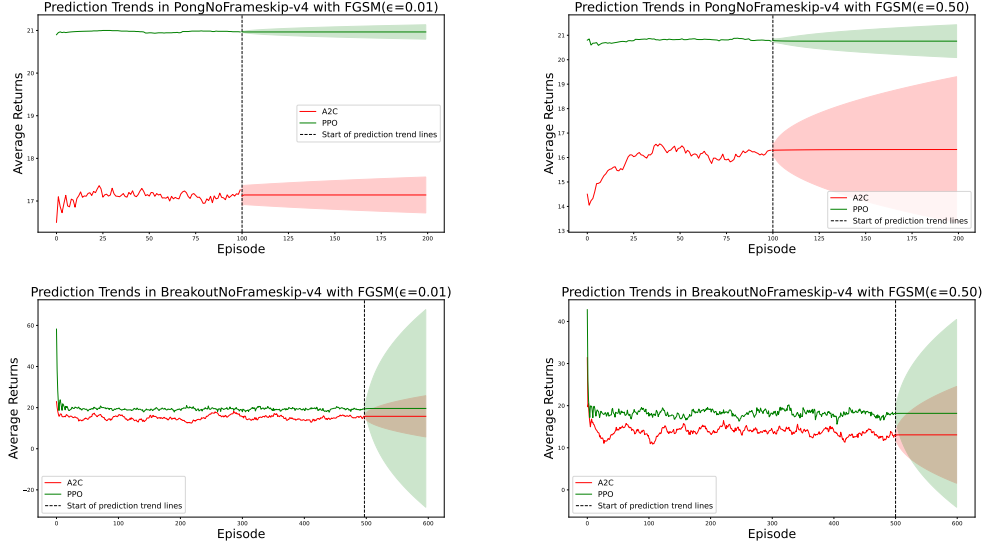 Prediction Trends in PongNoFrameskip-v4 with FGSM(ϵ=0.01)
Average Returns
21
20
19
18
17
A2C
PPO
Start of prediction trend lines
0 25 50 75 100 125 150 175 200
Episode
Prediction Trends in PongNoFrameskip-v4 with FGSM(ϵ=0.50)
Average Returns
21
20
19
18
17
16
15
14
13
A2C
PPO
Start of prediction trend lines
0 25 50 75 100 125 150 175 200
Episode
Prediction Trends in BreakoutNoFrameskip-v4 with FGSM(ϵ=0.01)
Average Returns
60
40
20
0
−20
A2C
PPO
Start of prediction trend lines
0 100 200 300 400 500 600
Episode
Prediction Trends in BreakoutNoFrameskip-v4 with FGSM(ϵ=0.50)
Average Returns
40
30
20
10
0
A2C
PPO
Start of prediction trend lines
0 100 200 300 400 500 600
Episode